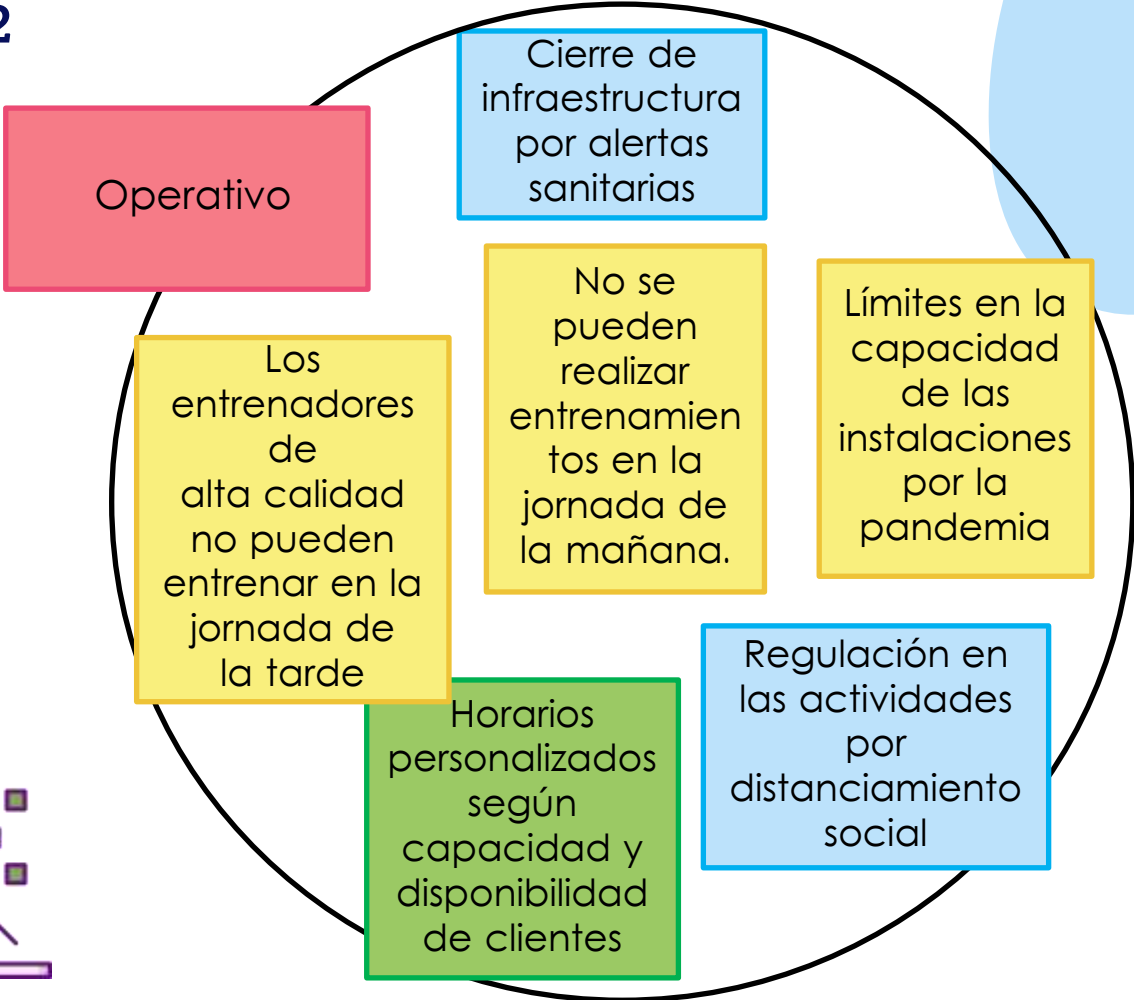 2
Operativo
Cierre de
infraestructura
por alertas
sanitarias
Los
entrenadores
de
alta calidad
no pueden
entrenar en la
jornada de
la tarde
No se
pueden
realizar
entrenamien
tos en la
jornada de
la mañana.
Límites en la
capacidad
de las
instalaciones
por la
pandemia
Horarios
personalizados
según
capacidad y
disponibilidad
de clientes
Regulación en
las actividades
por
distanciamiento
social